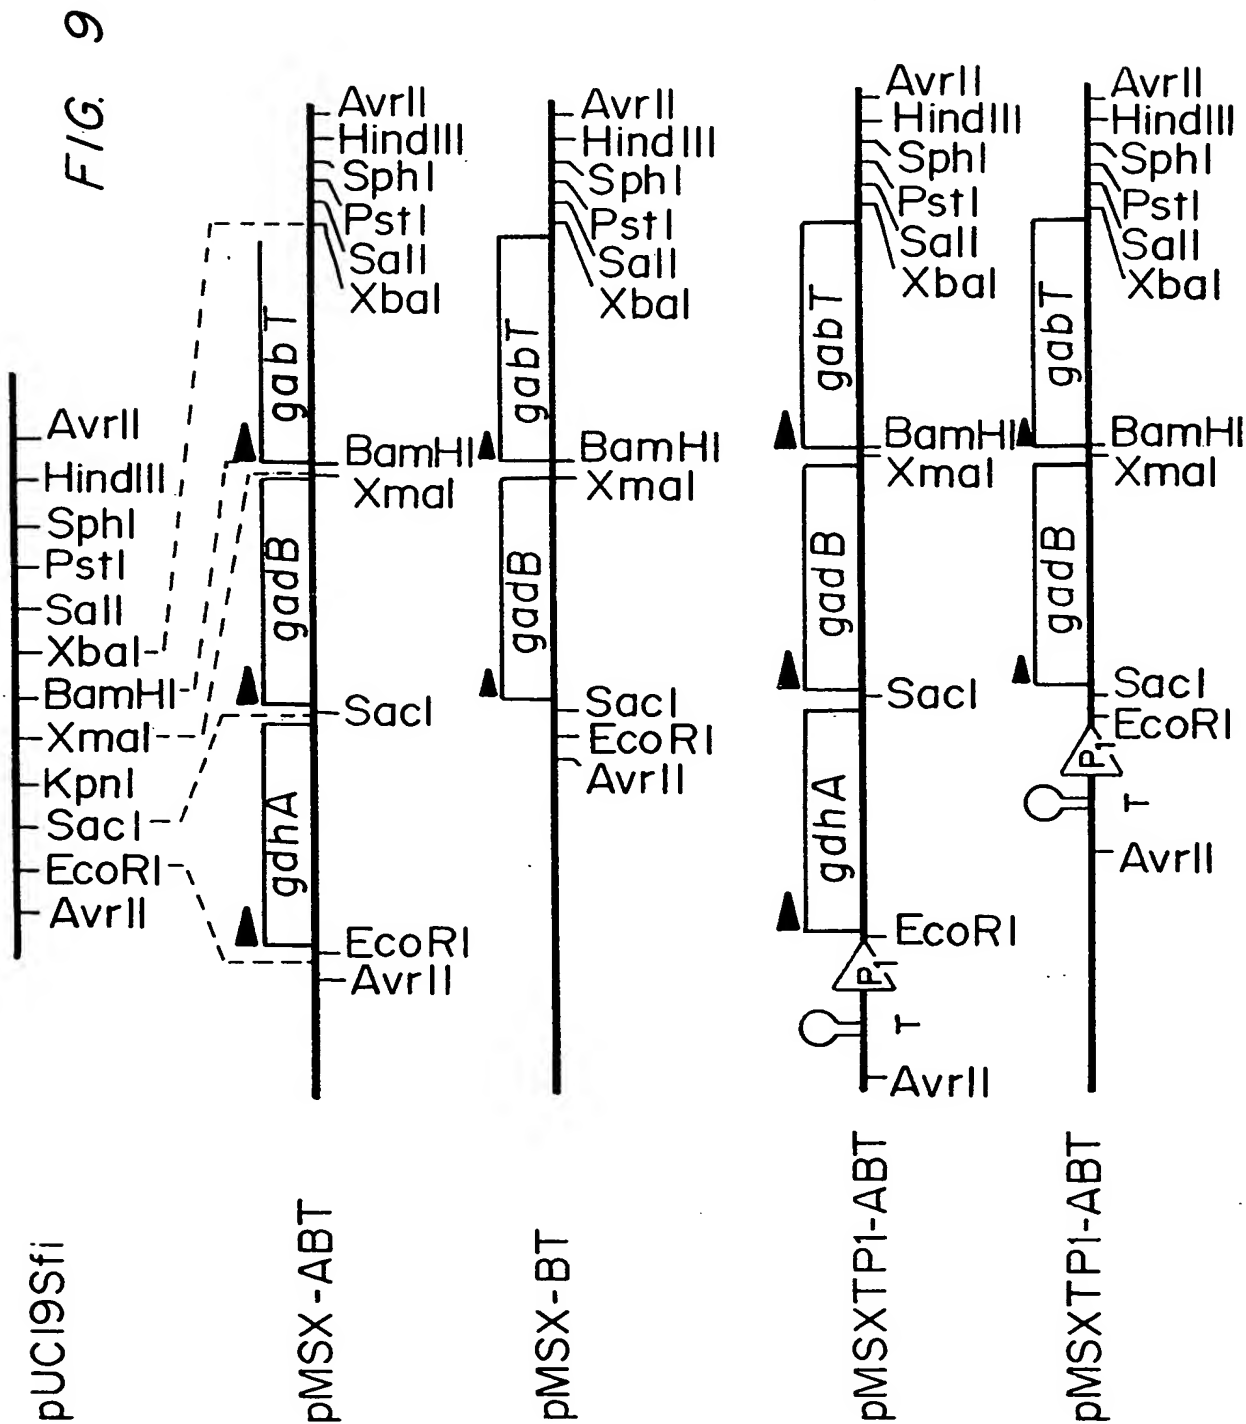 FIG. 9
pUC19Sfi
AvrII
EcoRI
SacI
KpnI
XmaI
BamHI
XbaI
SalI
PstI
SphI
HindIII
AvrII
pMSX-ABT
gdhA
gadB
gabT
AvrII
EcoRI
SacI
XmaI
BamHI
XbaI
SalI
PstI
SphI
HindIII
AvrII
pMSX-BT
gadB
gabT
AvrII
EcoRI
SacI
XmaI
BamHI
XbaI
SalI
PstI
SphI
HindIII
AvrII
pMSXTP1-ABT
gdhA
gadB
gabT
AvrII
T
P1
EcoRI
SacI
XmaI
BamHI
XbaI
SalI
PstI
SphI
HindIII
AvrII
pMSXTP1-ABT
gadB
gabT
AvrII
T
P1
EcoRI
SacI
XmaI
BamHI
XbaI
SalI
PstI
SphI
HindIII
AvrII